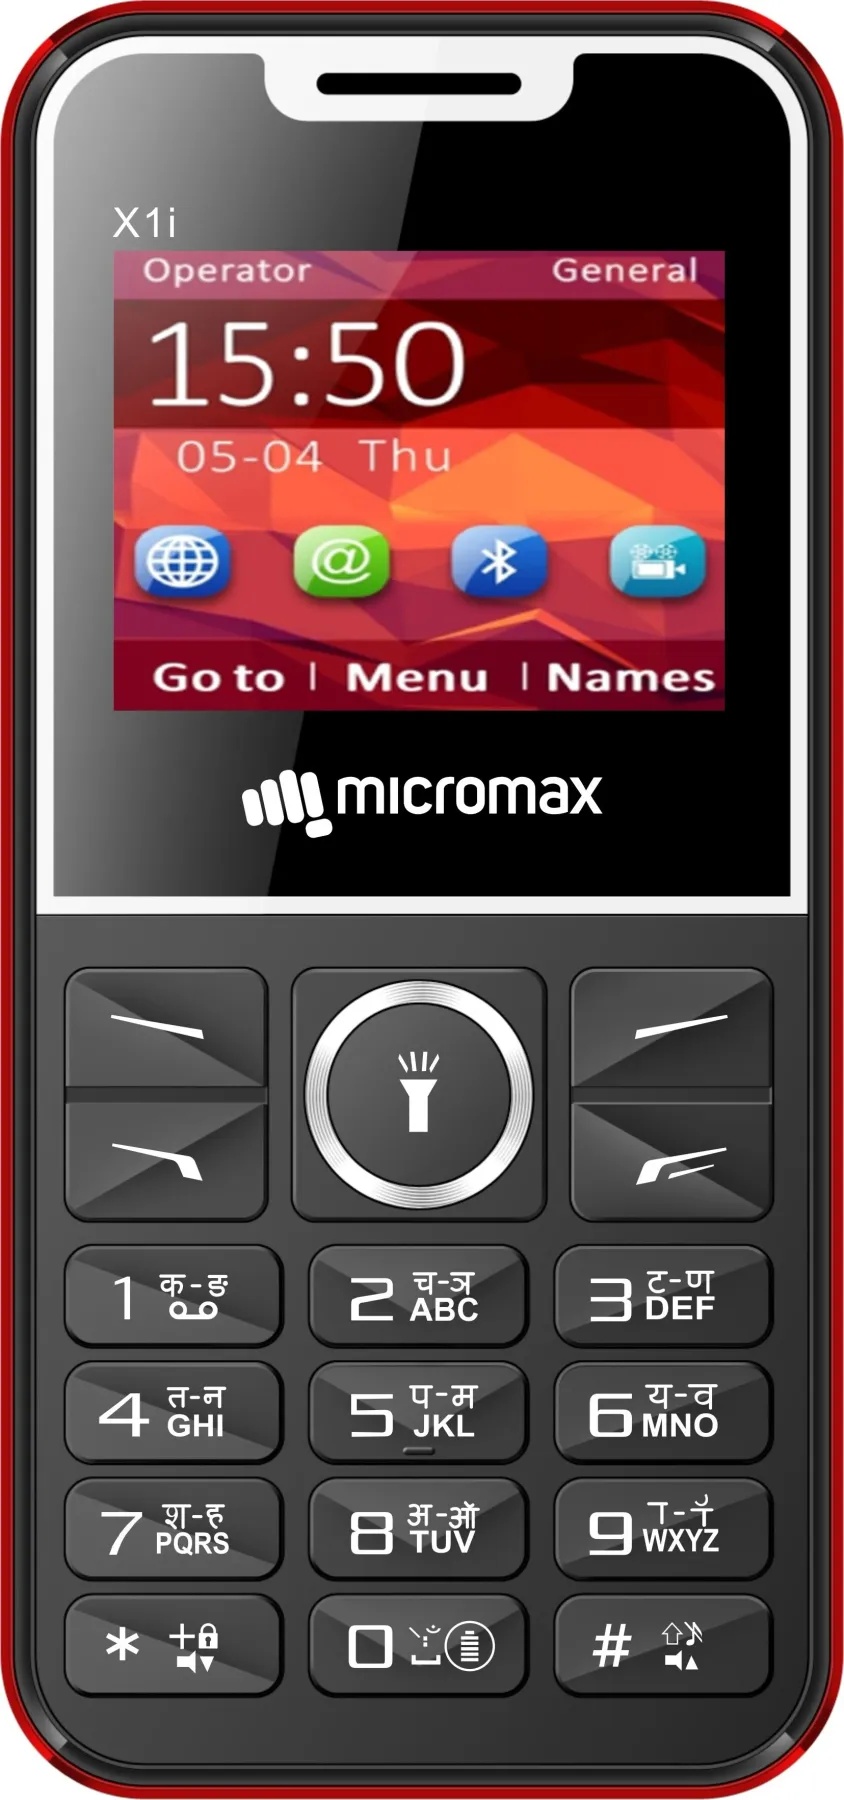 X1i
Operator General
15:50
05-04 Thu
@
Go to | Menu | Names
micromax
1 क-ङ
2 च-ञ
ABC
3 ट-ण
DEF
4 त-न
GHI
5 प-म
JKL
6 य-व
MNO
7 श-ह
PQRS
8 अ-ऑ
TUV
9
WXYZ
* +
0
#